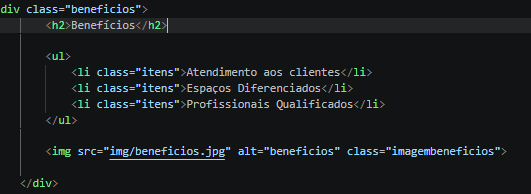 div class="beneficios">
<h2>Benefícios</h2>
<ul>
<li class="itens">Atendimento aos clientes</li>
<li class="itens">Espaços Diferenciados</li>
<li class="itens">Profissionais Qualificados</li>
</ul>
<img src="img/beneficios.jpg" alt="beneficios" class="imagembeneficios">
</div>